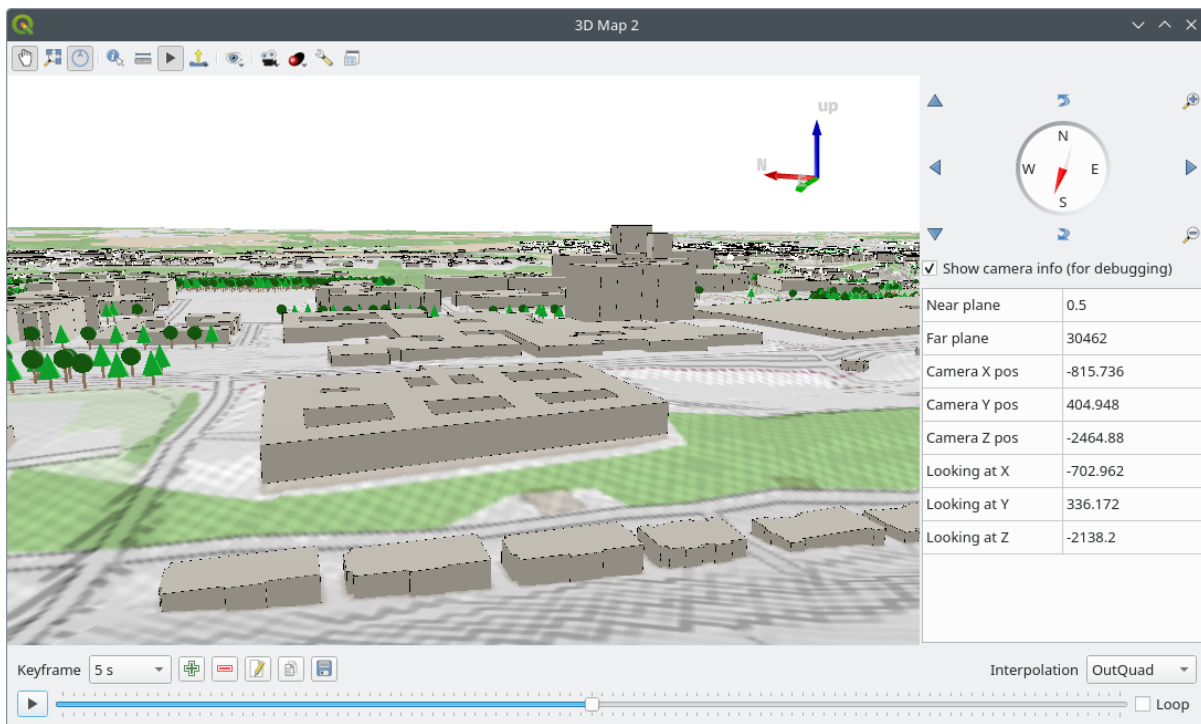 3D Map 2
up
N
E
N
W
E
S
Show camera info (for debugging)
Near plane 0.5
Far plane 30462
Camera X pos -815.736
Camera Y pos 404.948
Camera Z pos -2464.88
Looking at X -702.962
Looking at Y 336.172
Looking at Z -2138.2
Keyframe 5 s Interpolation OutQuad
Loop